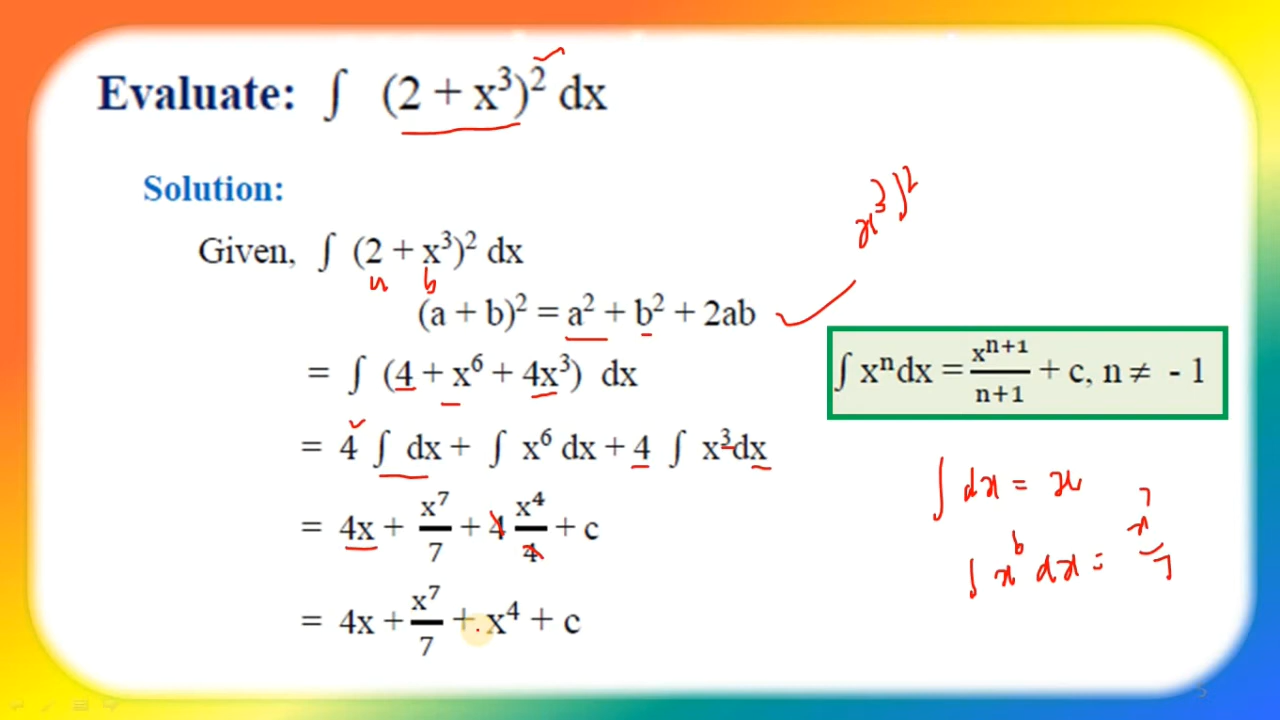 Evaluate: ∫ (2 + x³)² dx
Solution:
Given, ∫ (2 + x³)² dx
b
x³)²
(a + b)² = a² + b² + 2ab
= ∫ (4 + x⁶ + 4x³) dx
∫ xⁿdx = xⁿ⁺¹/n+1 + c, n ≠ - 1
= 4 ∫ dx + ∫ x⁶ dx + 4 ∫ x³dx
∫ dx = x
= 4x + x⁷/7 + 4 x⁴/4 + c
∫ x⁶ dx = x⁷/7
= 4x + x⁷/7 + x⁴ + c